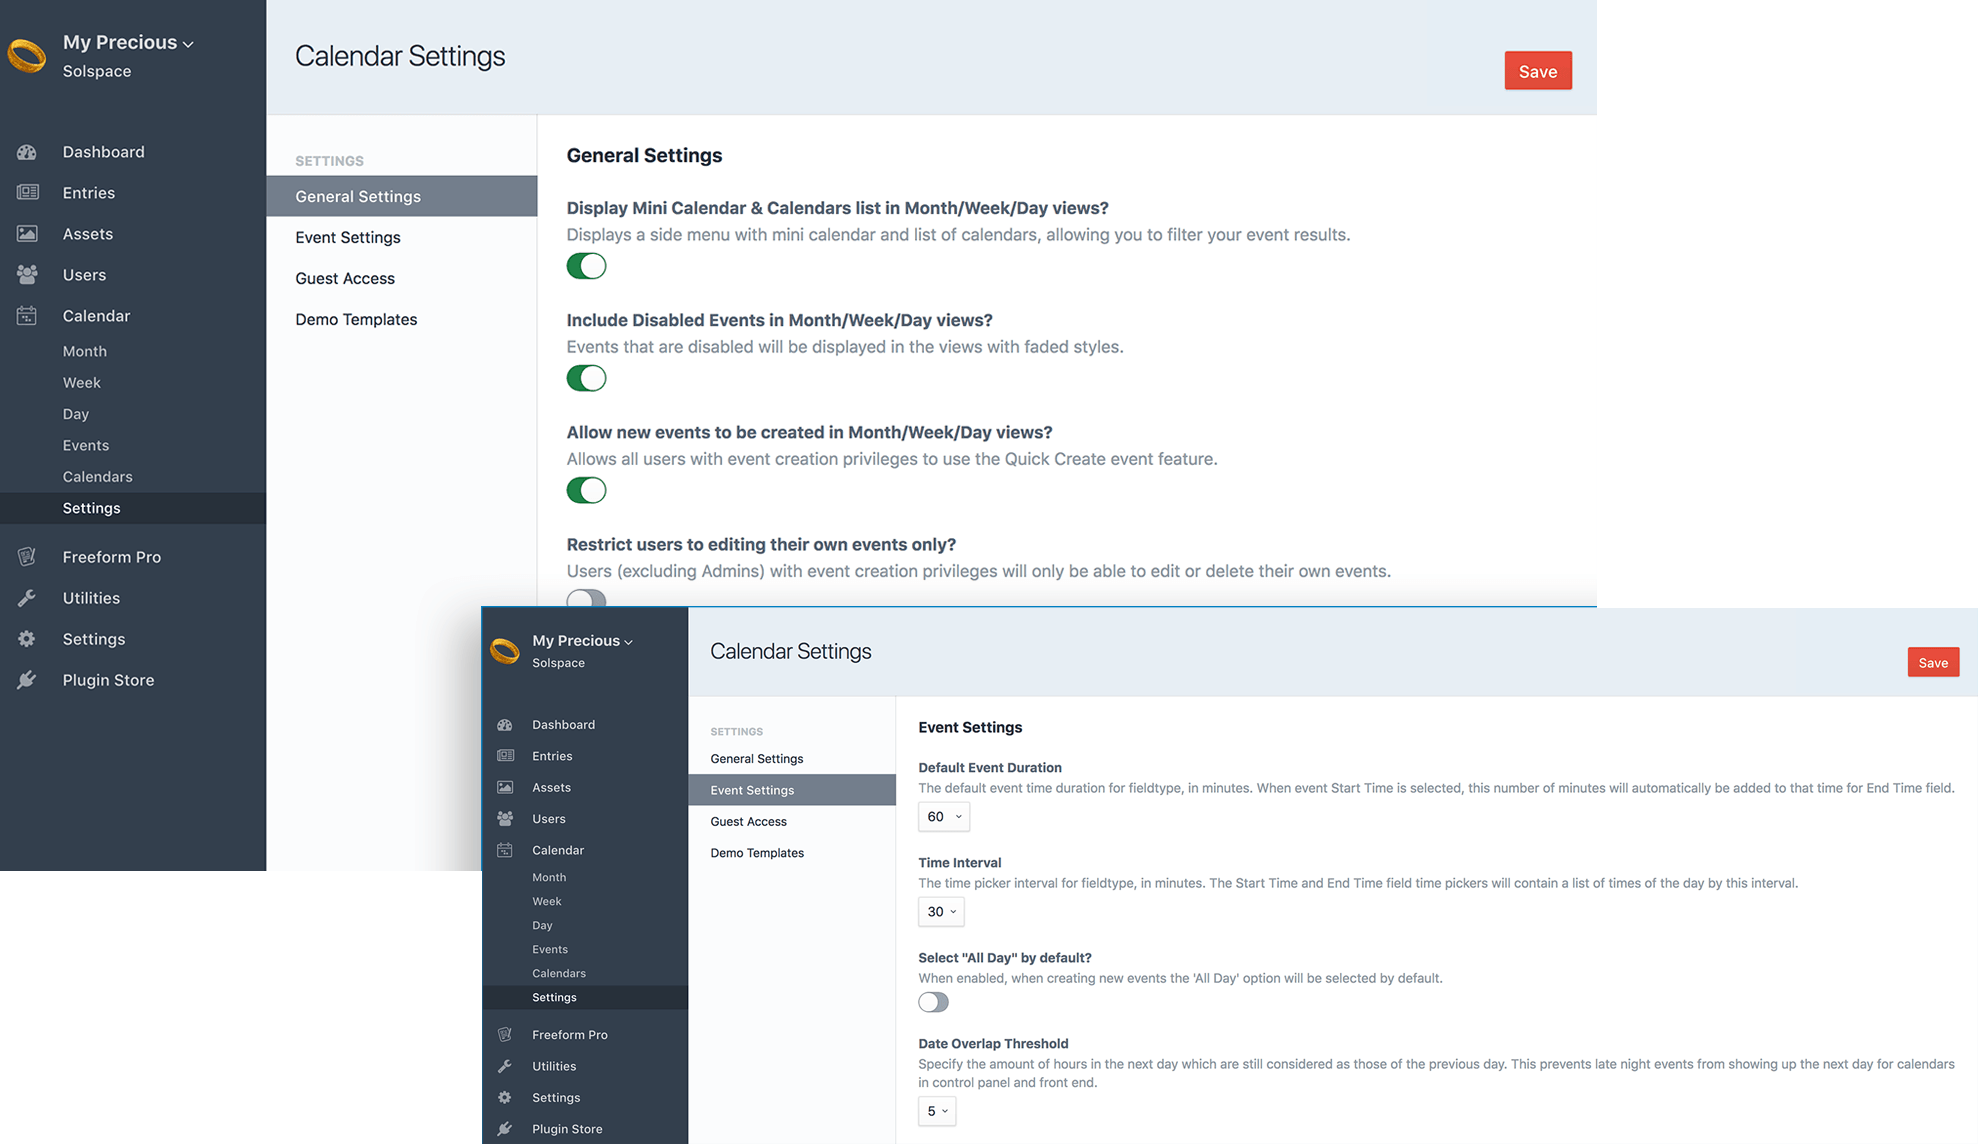 My Precious
Solspace
Dashboard
Entries
Assets
Users
Calendar
Month
Week
Day
Events
Calendars
Settings
Freeform Pro
Utilities
Settings
Plugin Store
Calendar Settings
Save
SETTINGS
General Settings
Event Settings
Guest Access
Demo Templates
General Settings
Display Mini Calendar & Calendars list in Month/Week/Day views?
Displays a side menu with mini calendar and list of calendars, allowing you to filter your event results.
Include Disabled Events in Month/Week/Day views?
Events that are disabled will be displayed in the views with faded styles.
Allow new events to be created in Month/Week/Day views?
Allows all users with event creation privileges to use the Quick Create event feature.
Restrict users to editing their own events only?
Users (excluding Admins) with event creation privileges will only be able to edit or delete their own events.
My Precious
Solspace
Dashboard
Entries
Assets
Users
Calendar
Month
Week
Day
Events
Calendars
Settings
Freeform Pro
Utilities
Settings
Plugin Store
Calendar Settings
Save
SETTINGS
General Settings
Event Settings
Guest Access
Demo Templates
Event Settings
Default Event Duration
The default event time duration for fieldtype, in minutes. When event Start Time is selected, this number of minutes will automatically be added to that time for End Time field.
60
Time Interval
The time picker interval for fieldtype, in minutes. The Start Time and End Time field time pickers will contain a list of times of the day by this interval.
30
Select "All Day" by default?
When enabled, when creating new events the 'All Day' option will be selected by default.
Date Overlap Threshold
Specify the amount of hours in the next day which are still considered as those of the previous day. This prevents late night events from showing up the next day for calendars
in control panel and front end.
5